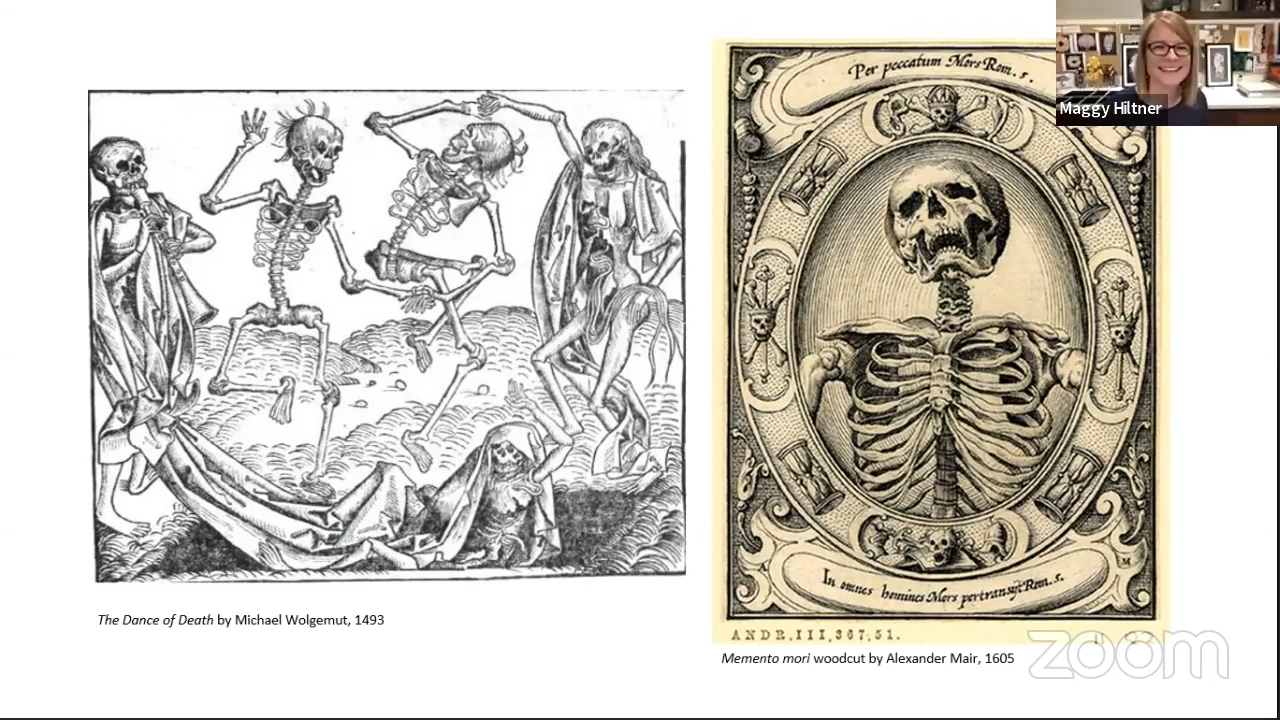 Per peccatum Mors Rom. 5.
Maggy Hiltner
In omnes homines Mors pertransijt Rom. 5.
M
ANDR,III,367,51.
The Dance of Death by Michael Wolgemut, 1493
Memento mori woodcut by Alexander Mair, 1605
zoom